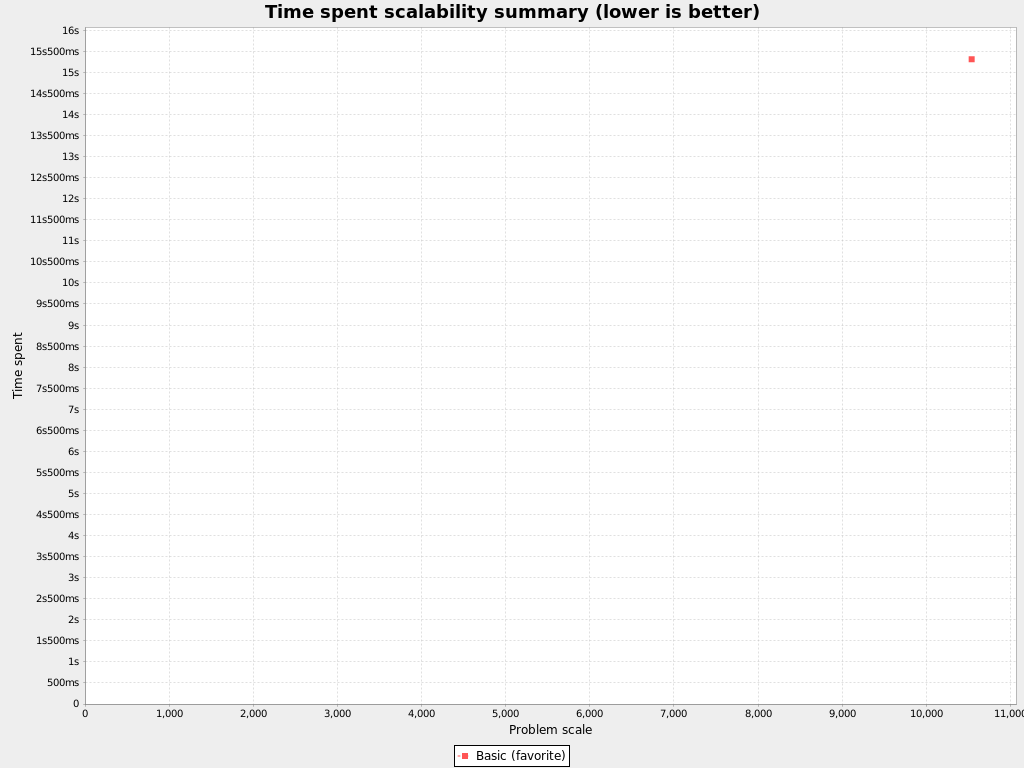 Time spent scalability summary (lower is better)
16s
15s500ms
15s
14s500ms
14s
13s500ms
13s
12s500ms
12s
11s500ms
11s
10s500ms
10s
9s500ms
9s
8s500ms
8s
7s500ms
7s
6s500ms
6s
5s500ms
5s
4s500ms
4s
3s500ms
3s
2s500ms
2s
1s500ms
1s
500ms
0
Time spent
0 1,000 2,000 3,000 4,000 5,000 6,000 7,000 8,000 9,000 10,000 11,000
Problem scale
Basic (favorite)